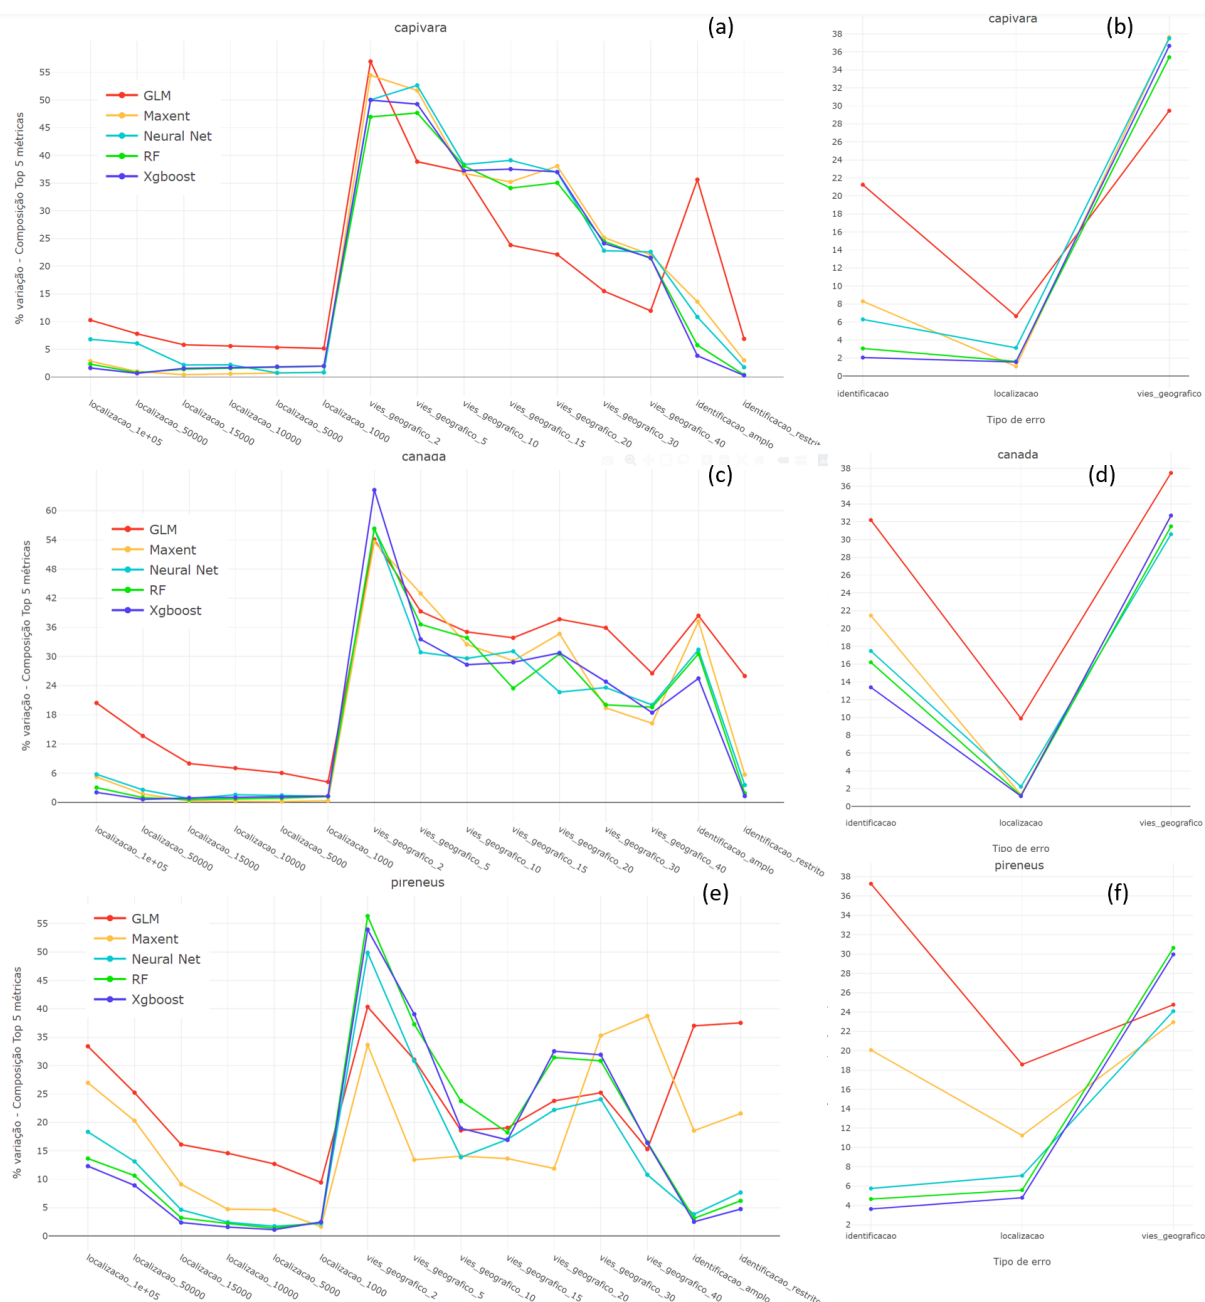 capivara
(a)
% variação - Composição Top 5 métricas
55
50
45
40
35
30
25
20
15
10
5
0
GLM
Maxent
Neural Net
RF
Xgboost
localizacao_1e+05
localizacao_50000
localizacao_15000
localizacao_10000
localizacao_5000
localizacao_1000
vies_geografico_2
vies_geografico_5
vies_geografico_10
vies_geografico_15
vies_geografico_20
vies_geografico_30
vies_geografico_40
identificação_amplo
identificação_restrito
capivara
(b)
38
36
34
32
30
28
26
24
22
20
18
16
14
12
10
8
6
4
2
0
identificacao
localizacao
vies_geografico
Tipo de erro
canada
(c)
% variação - Composição Top 5 métricas
60
54
48
42
36
30
24
18
12
6
0
GLM
Maxent
Neural Net
RF
Xgboost
localizacao_1e+05
localizacao_50000
localizacao_15000
localizacao_10000
localizacao_5000
localizacao_1000
vies_geografico_2
vies_geografico_5
vies_geografico_10
vies_geografico_15
vies_geografico_20
vies_geografico_30
vies_geografico_40
identificação_amplo
identificação_restrito
canada
(d)
38
36
34
32
30
28
26
24
22
20
18
16
14
12
10
8
6
4
2
0
identificacao
localizacao
vies_geografico
Tipo de erro
pireneus
(e)
% variação - Composição Top 5 métricas
55
50
45
40
35
30
25
20
15
10
5
0
GLM
Maxent
Neural Net
RF
Xgboost
localizacao_1e+05
localizacao_50000
localizacao_15000
localizacao_10000
localizacao_5000
localizacao_1000
vies_geografico_2
vies_geografico_5
vies_geografico_10
vies_geografico_15
vies_geografico_20
vies_geografico_30
vies_geografico_40
identificação_amplo
identificação_restrito
pireneus
(f)
38
36
34
32
30
28
26
24
22
20
18
16
14
12
10
8
6
4
2
identificacao
localizacao
vies_geografico
Tipo de erro